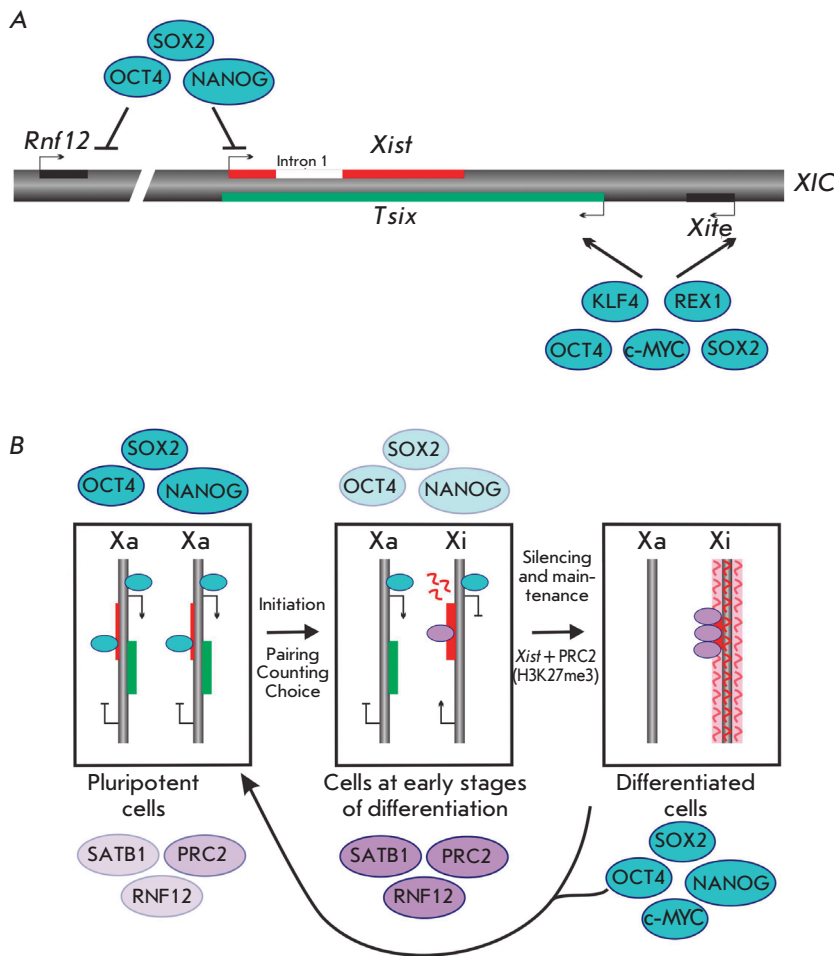 A
SOX2
OCT4
NANOG
Rnf12
Intron 1
Xist
XIC
Tsix
Xite
KLF4
REX1
OCT4
c-MYC
SOX2
B
SOX2
OCT4
NANOG
SOX2
OCT4
NANOG
Xa
Xa
Initiation
Pairing
Counting
Choice
Xa
Xi
Silencing
and main-
tenance
Xist + PRC2
(H3K27me3)
Xa
Xi
Pluripotent
cells
Cells at early stages
of differentiation
Differentiated
cells
SATB1
PRC2
RNF12
SATB1
PRC2
RNF12
SOX2
OCT4
NANOG
c-MYC